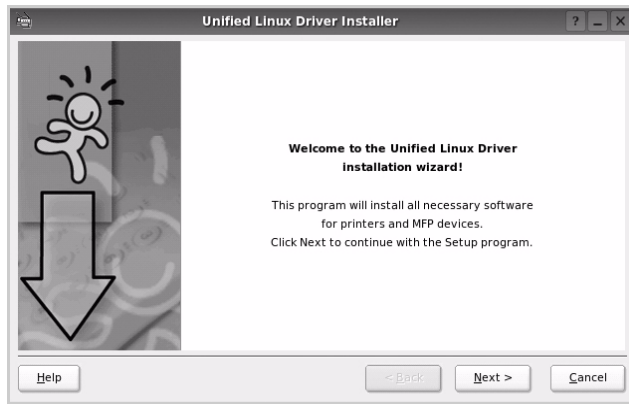 Unified Linux Driver Installer
Welcome to the Unified Linux Driver
installation wizard!
This program will install all necessary software
for printers and MFP devices.
Click Next to continue with the Setup program.
Help
< Back
Next >
Cancel